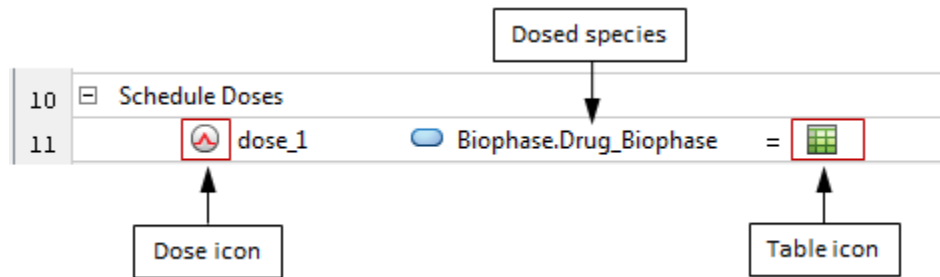 Dosed species
10 Schedule Doses
11 dose_1 Biophase.Drug_Biophase =
Dose icon Table icon